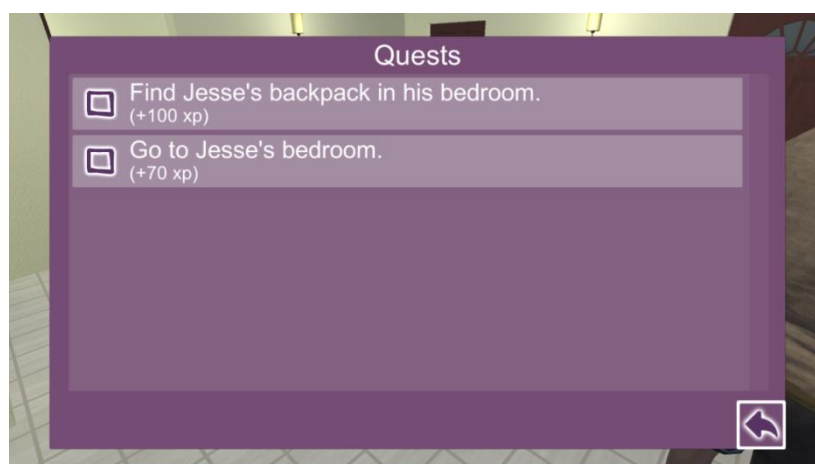 Quests
Find Jesse's backpack in his bedroom.
(+100 xp)
Go to Jesse's bedroom.
(+70 xp)